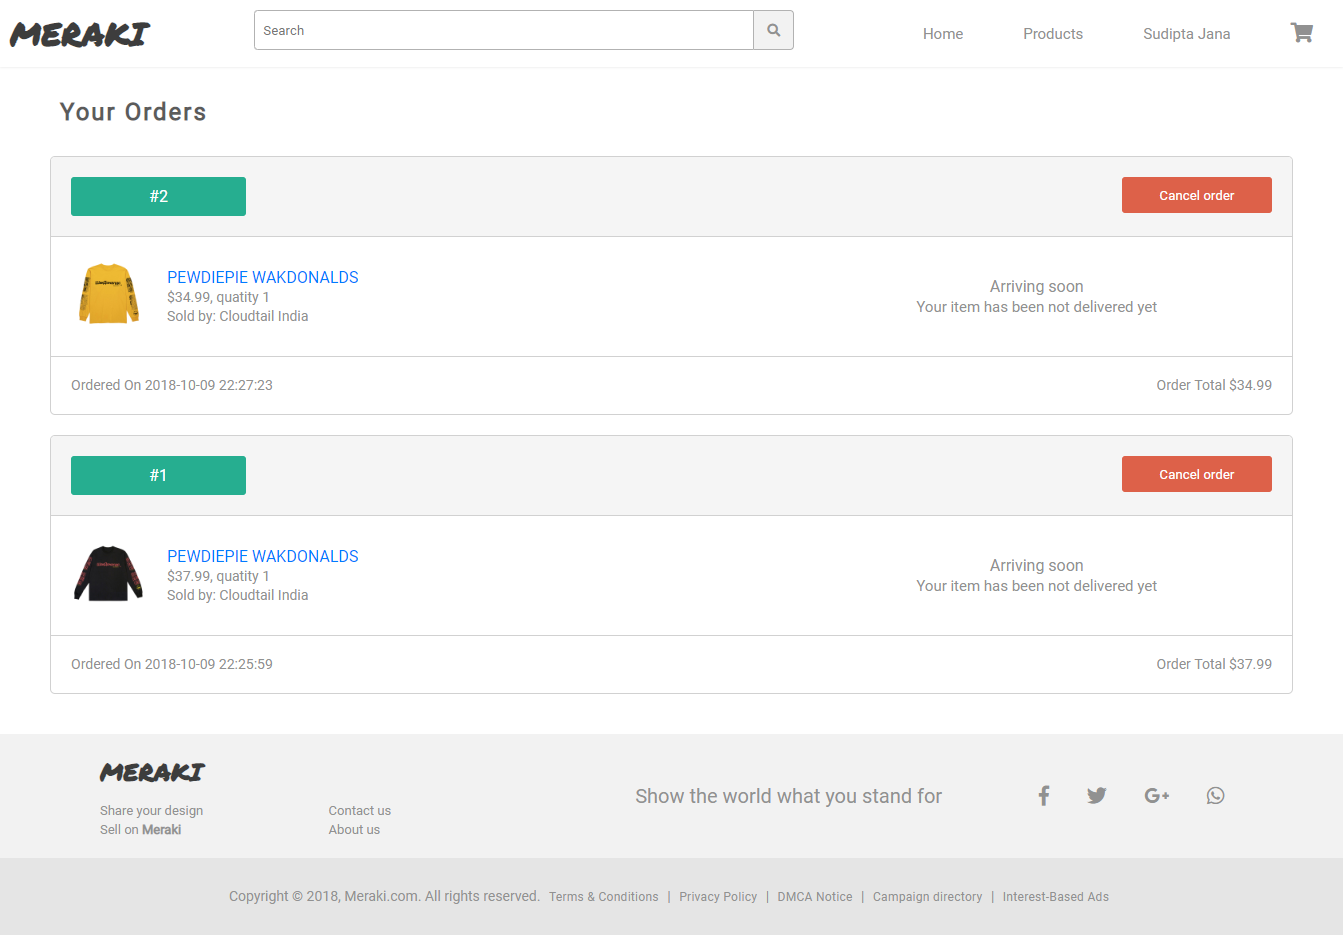 MERAKI
Search
Home
Products
Sudipta Jana
Your Orders
#2
Cancel order
PEWDIEPIE WAKDONALDS
$34.99, quatity 1
Sold by: Cloudtail India
Arriving soon
Your item has been not delivered yet
Ordered On 2018-10-09 22:27:23
Order Total $34.99
#1
Cancel order
PEWDIEPIE WAKDONALDS
$37.99, quatity 1
Sold by: Cloudtail India
Arriving soon
Your item has been not delivered yet
Ordered On 2018-10-09 22:25:59
Order Total $37.99
MERAKI
Share your design
Sell on Meraki
Contact us
About us
Show the world what you stand for
Copyright © 2018, Meraki.com. All rights reserved. Terms & Conditions | Privacy Policy | DMCA Notice | Campaign directory | Interest-Based Ads